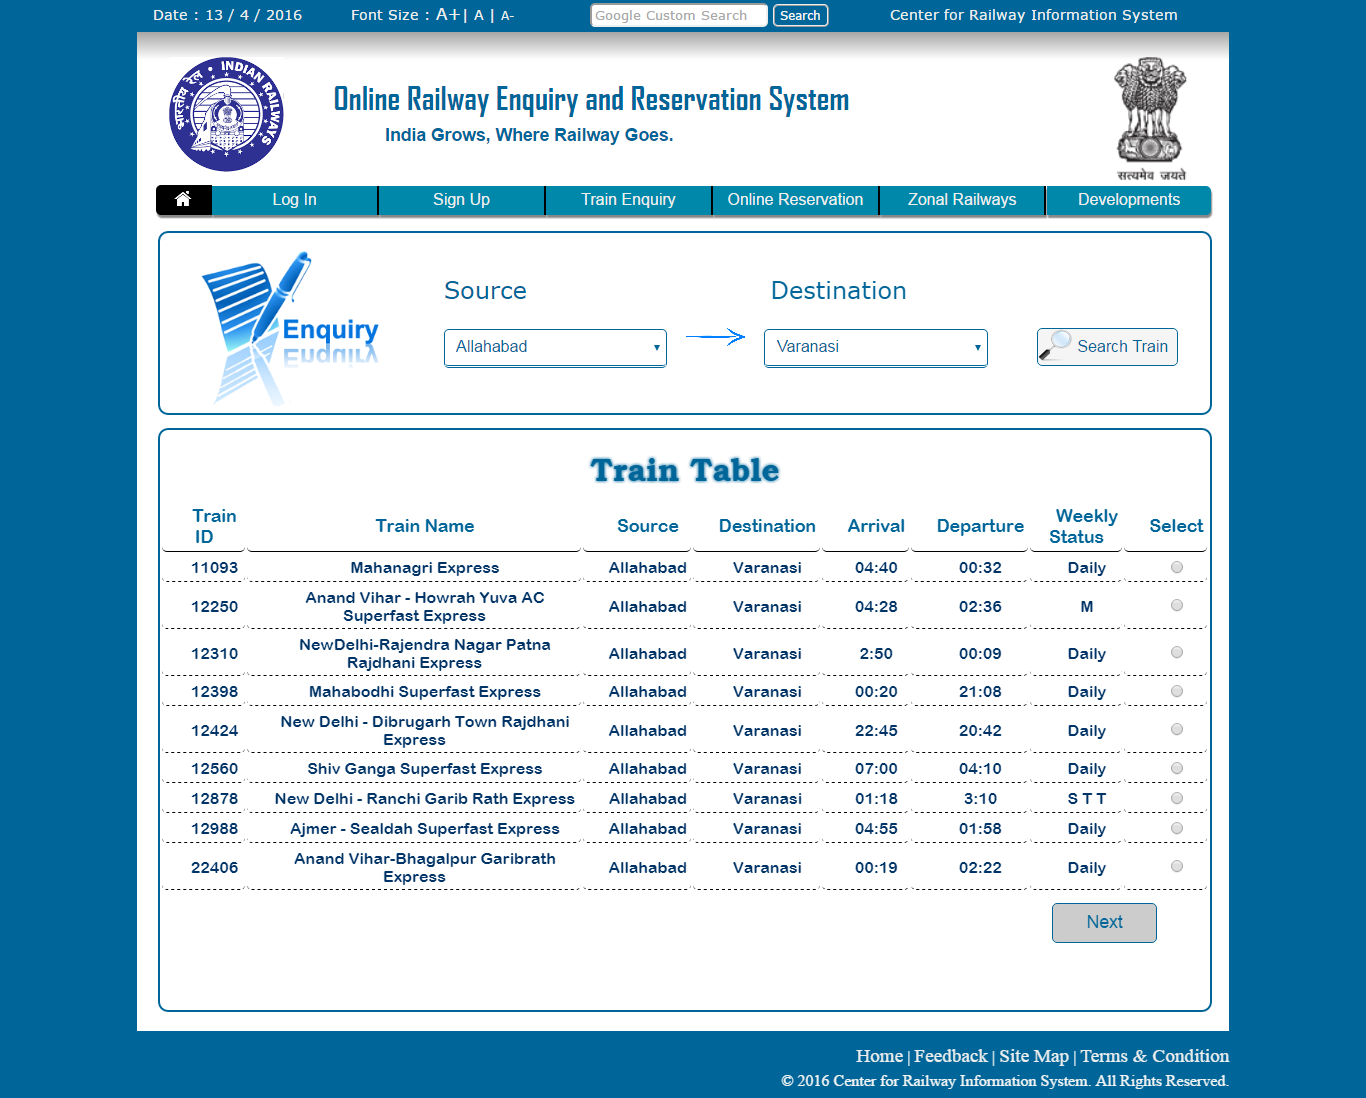 Date : 13 / 4 / 2016 Font Size : A+| A | A- Google Custom Search Search Center for Railway Information System
INDIAN RAILWAYS
भारतीय रेल
Online Railway Enquiry and Reservation System
India Grows, Where Railway Goes.
सत्यमेव जयते
Log In Sign Up Train Enquiry Online Reservation Zonal Railways Developments
Enquiry
Source Destination
Allahabad Varanasi Search Train
Train Table
Train ID Train Name Source Destination Arrival Departure Weekly Status Select
11093 Mahanagri Express Allahabad Varanasi 04:40 00:32 Daily
12250 Anand Vihar - Howrah Yuva AC Superfast Express Allahabad Varanasi 04:28 02:36 M
12310 NewDelhi-Rajendra Nagar Patna Rajdhani Express Allahabad Varanasi 2:50 00:09 Daily
12398 Mahabodhi Superfast Express Allahabad Varanasi 00:20 21:08 Daily
12424 New Delhi - Dibrugarh Town Rajdhani Express Allahabad Varanasi 22:45 20:42 Daily
12560 Shiv Ganga Superfast Express Allahabad Varanasi 07:00 04:10 Daily
12878 New Delhi - Ranchi Garib Rath Express Allahabad Varanasi 01:18 3:10 S T T
12988 Ajmer - Sealdah Superfast Express Allahabad Varanasi 04:55 01:58 Daily
22406 Anand Vihar-Bhagalpur Garibrath Express Allahabad Varanasi 00:19 02:22 Daily
Next
Home | Feedback | Site Map | Terms & Condition
© 2016 Center for Railway Information System. All Rights Reserved.